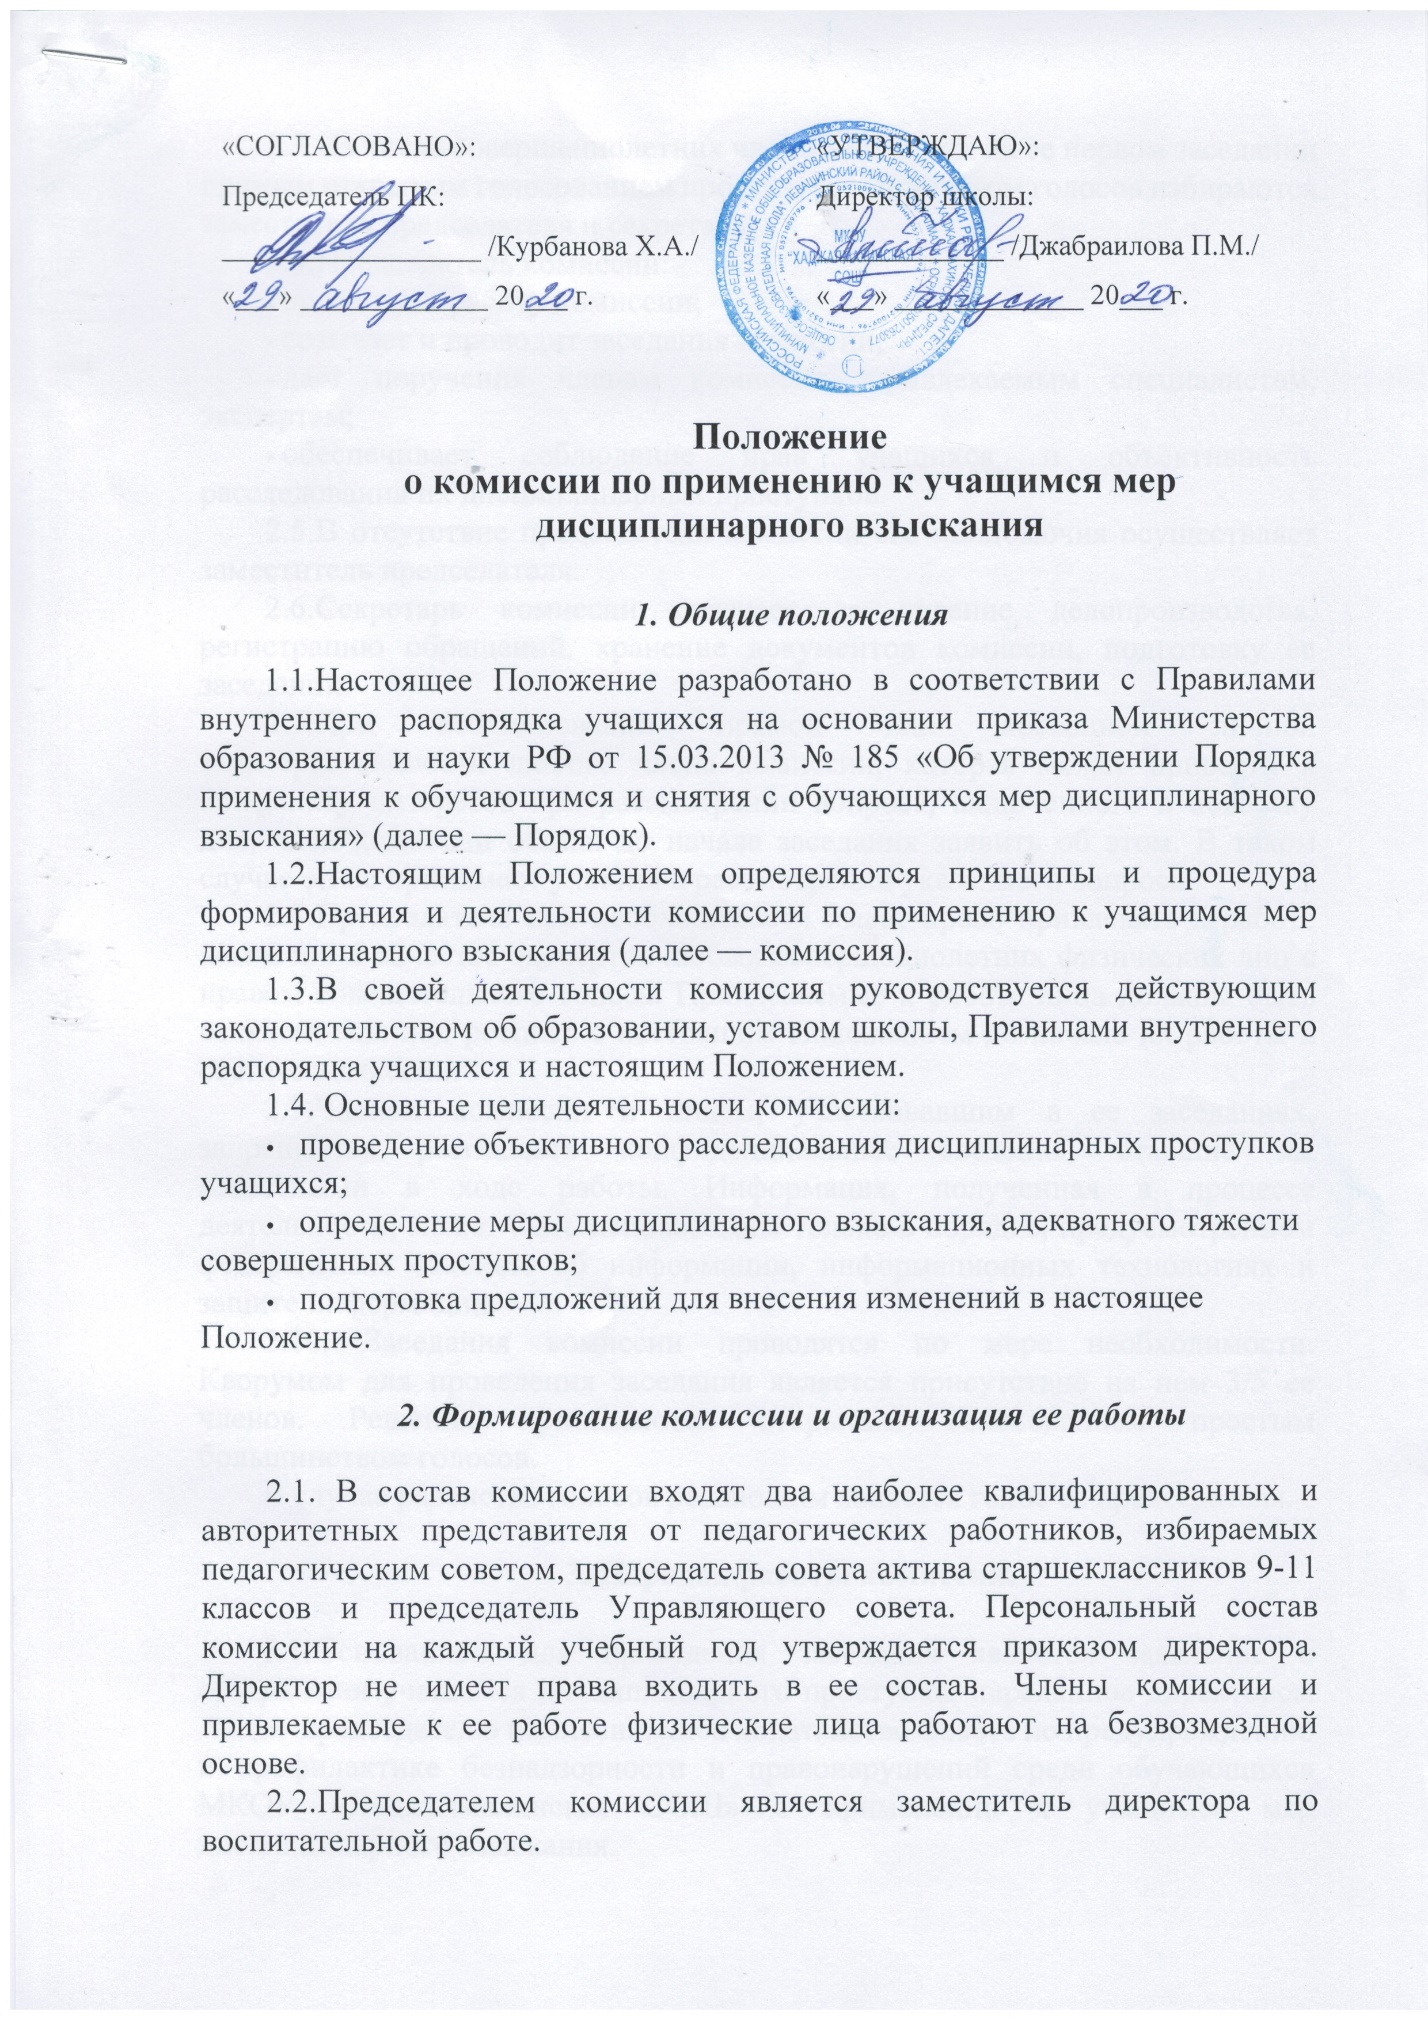 «СОГЛАСОВАНО»: «УТВЕРЖДАЮ»:
Председатель ПК: Директор школы:
/Курбанова Х.А./ /Джабраилова П.М./
«29» август 2020г. «29» август 2020г.
МКОУ
"ХАДЖАЛМАХИНСКАЯ
СОШ"
Положение
о комиссии по применению к учащимся мер
дисциплинарного взыскания
1. Общие положения
1.1.Настоящее Положение разработано в соответствии с Правилами
внутреннего распорядка учащихся на основании приказа Министерства
образования и науки РФ от 15.03.2013 № 185 «Об утверждении Порядка
применения к обучающимся и снятия с обучающихся мер дисциплинарного
взыскания» (далее — Порядок).
1.2.Настоящим Положением определяются принципы и процедура
формирования и деятельности комиссии по применению к учащимся мер
дисциплинарного взыскания (далее — комиссия).
1.3.В своей деятельности комиссия руководствуется действующим
законодательством об образовании, уставом школы, Правилами внутреннего
распорядка учащихся и настоящим Положением.
1.4. Основные цели деятельности комиссии:
• проведение объективного расследования дисциплинарных проступков
учащихся;
• определение меры дисциплинарного взыскания, адекватного тяжести
совершенных проступков;
• подготовка предложений для внесения изменений в настоящее
Положение.
2. Формирование комиссии и организация ее работы
2.1. В состав комиссии входят два наиболее квалифицированных и
авторитетных представителя от педагогических работников, избираемых
педагогическим советом, председатель совета актива старшеклассников 9-11
классов и председатель Управляющего совета. Персональный состав
комиссии на каждый учебный год утверждается приказом директора.
Директор не имеет права входить в ее состав. Члены комиссии и
привлекаемые к ее работе физические лица работают на безвозмездной
основе.
2.2.Председателем комиссии является заместитель директора по
воспитательной работе.